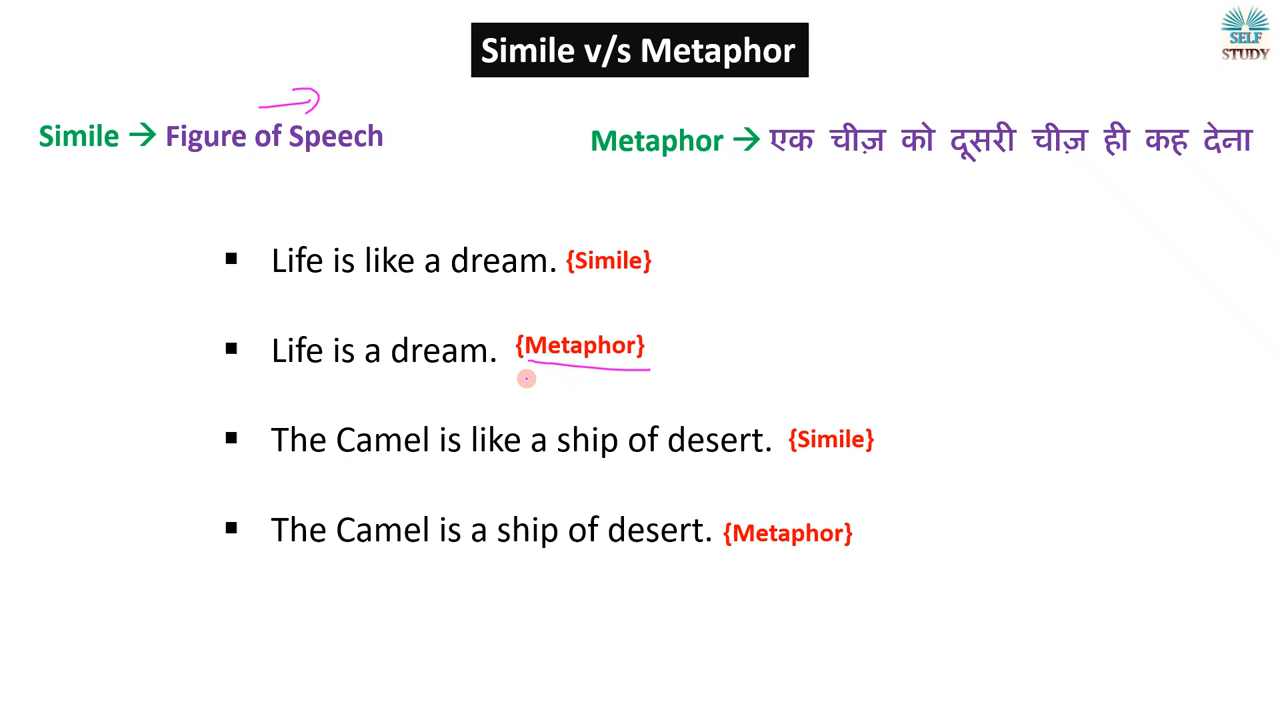 Simile v/s Metaphor
SELF
STUDY
Simile → Figure of Speech
Metaphor → एक चीज़ को दूसरी चीज़ ही कह देना
▪ Life is like a dream. {Simile}
▪ Life is a dream. {Metaphor}
▪ The Camel is like a ship of desert. {Simile}
▪ The Camel is a ship of desert. {Metaphor}